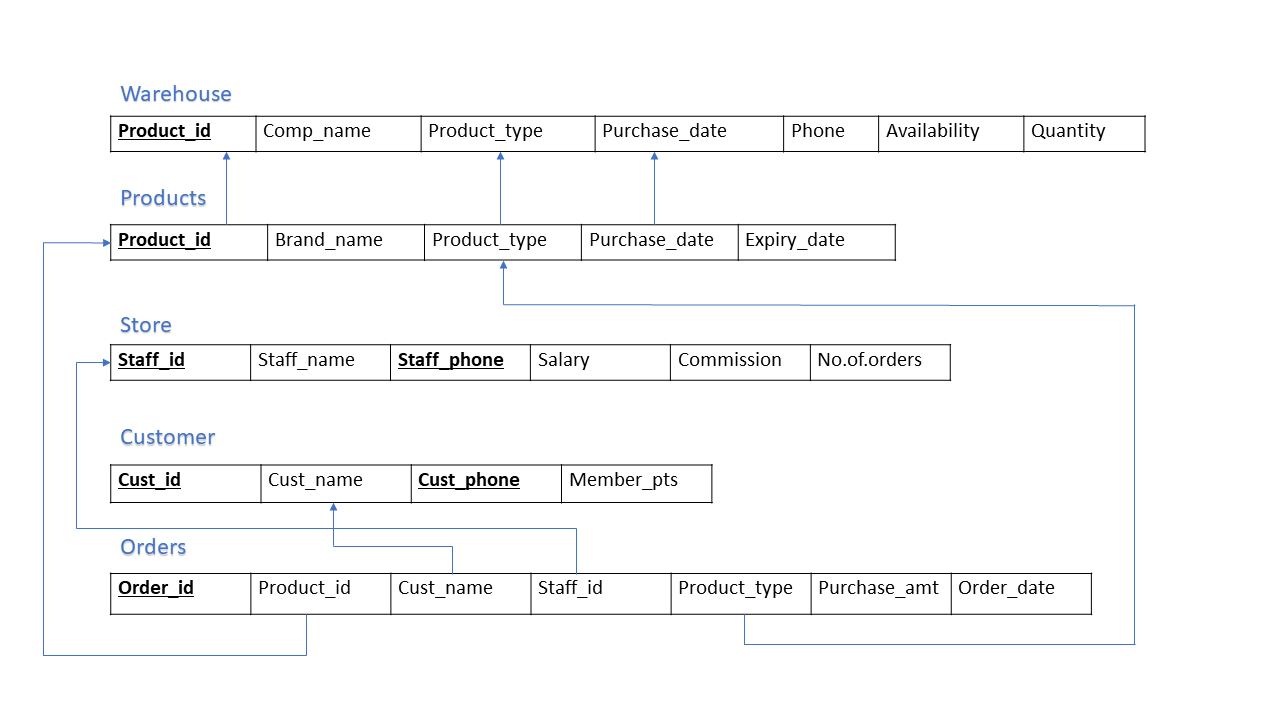 Warehouse
Product_id Comp_name Product_type Purchase_date Phone Availability Quantity
Products
Product_id Brand_name Product_type Purchase_date Expiry_date
Store
Staff_id Staff_name Staff_phone Salary Commission No.of.orders
Customer
Cust_id Cust_name Cust_phone Member_pts
Orders
Order_id Product_id Cust_name Staff_id Product_type Purchase_amt Order_date